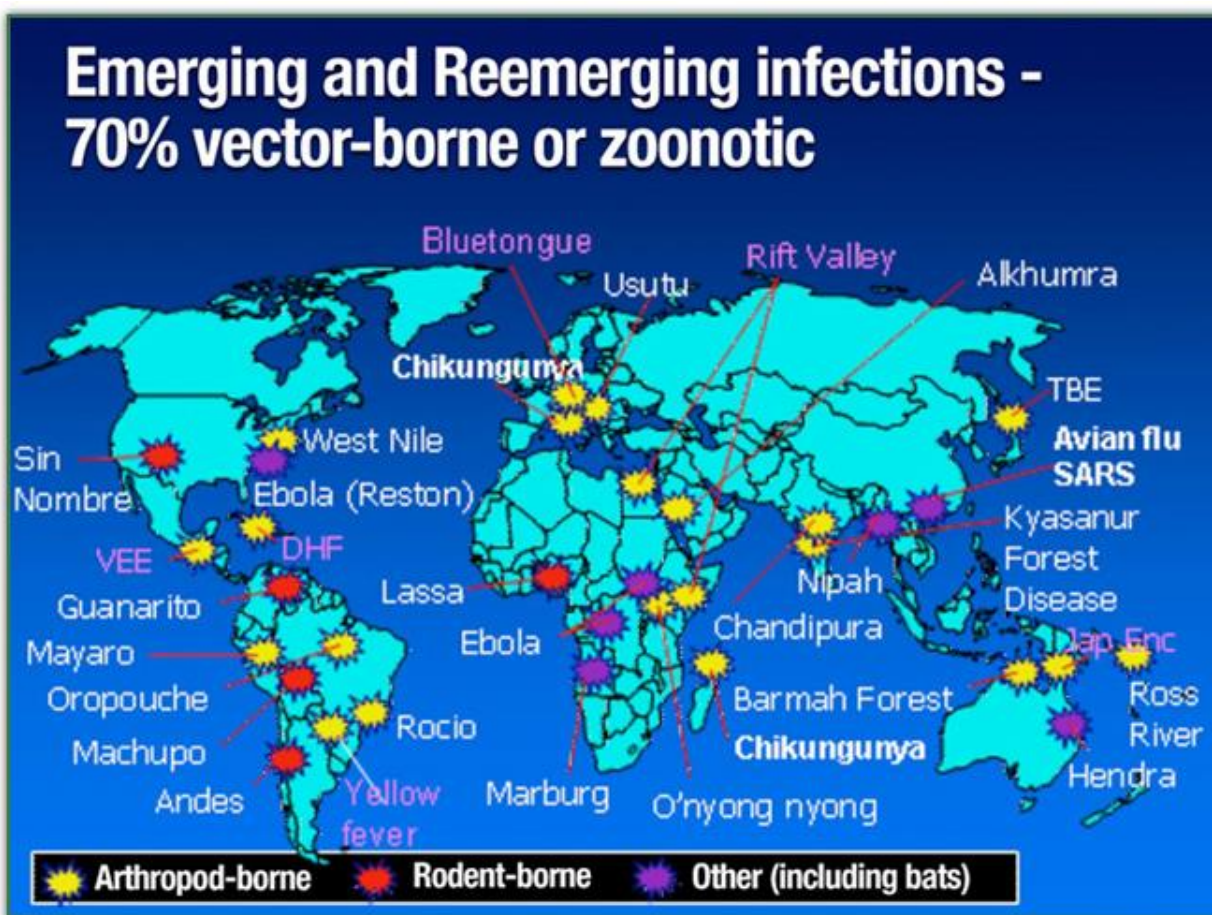 Emerging and Reemerging infections -
70% vector-borne or zoonotic
Bluetongue
Rift Valley
Usutu
Alkhumra
Chikungunya
TBE
West Nile
Avian flu
SARS
Sin
Nombre
Ebola (Reston)
Kyasanur
Forest
Disease
VEE
DHF
Nipah
Lassa
Guanarito
Chandipura
Ebola
Mayaro
Jap Enc
Oropouche
Barmah Forest
Ross
River
Rocio
Machupo
Chikungunya
Hendra
Andes
Yellow
fever
Marburg
O'nyong nyong
Arthropod-borne
Rodent-borne
Other (including bats)